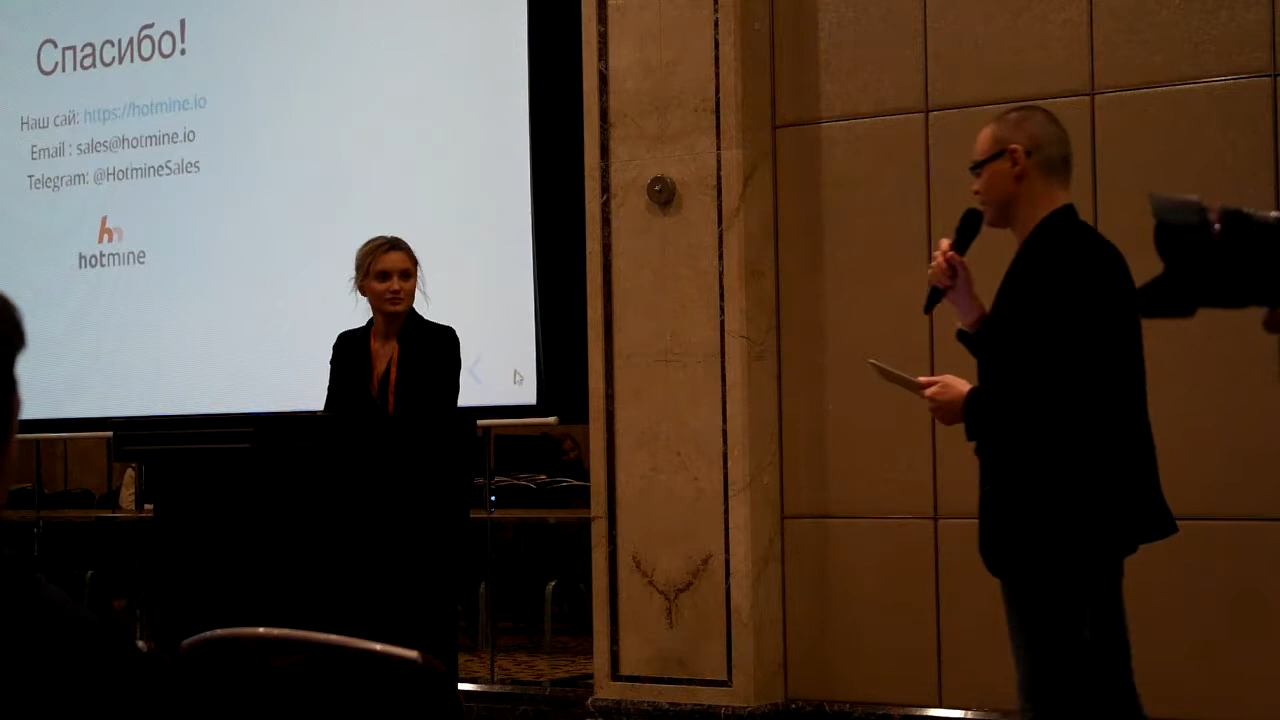 Спасибо!
Наш сай: https://hotmine.io
Email : sales@hotmine.io
Telegram: @HotmineSales
hotmine